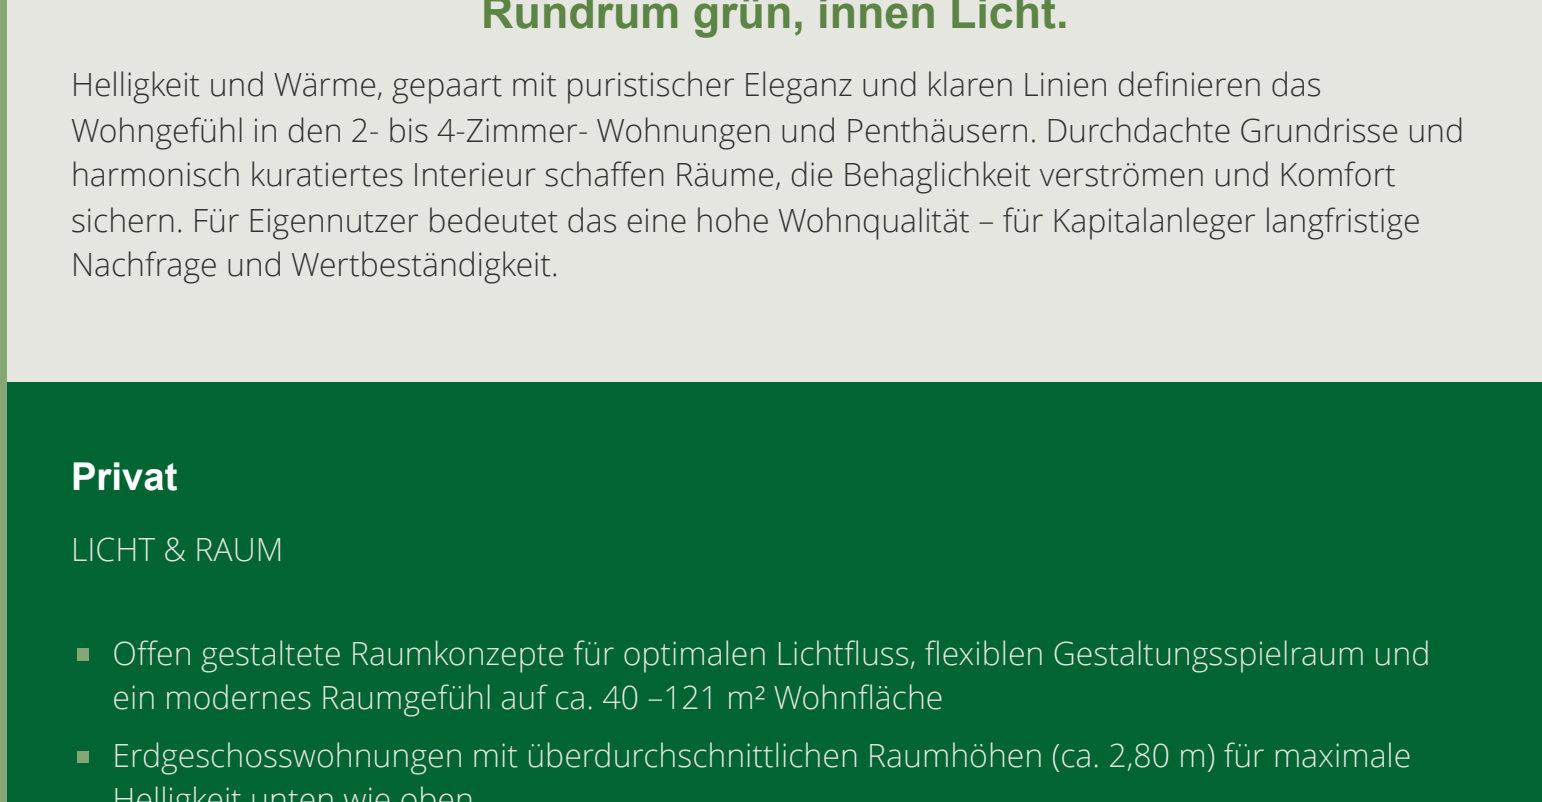 Rundrum grün, innen Licht.
Helligkeit und Wärme, gepaart mit puristischer Eleganz und klaren Linien definieren das
Wohngefühl in den 2- bis 4-Zimmer- Wohnungen und Penthäusern. Durchdachte Grundrisse und
harmonisch kuratiertes Interieur schaffen Räume, die Behaglichkeit verströmen und Komfort
sichern. Für Eigennutzer bedeutet das eine hohe Wohnqualität – für Kapitalanleger langfristige
Nachfrage und Wertbeständigkeit.
Privat
LICHT & RAUM
Offen gestaltete Raumkonzepte für optimalen Lichtfluss, flexiblen Gestaltungsspielraum und
ein modernes Raumgefühl auf ca. 40 –121 m² Wohnfläche
Erdgeschosswohnungen mit überdurchschnittlichen Raumhöhen (ca. 2,80 m) für maximale
Helligkeit unten wie oben